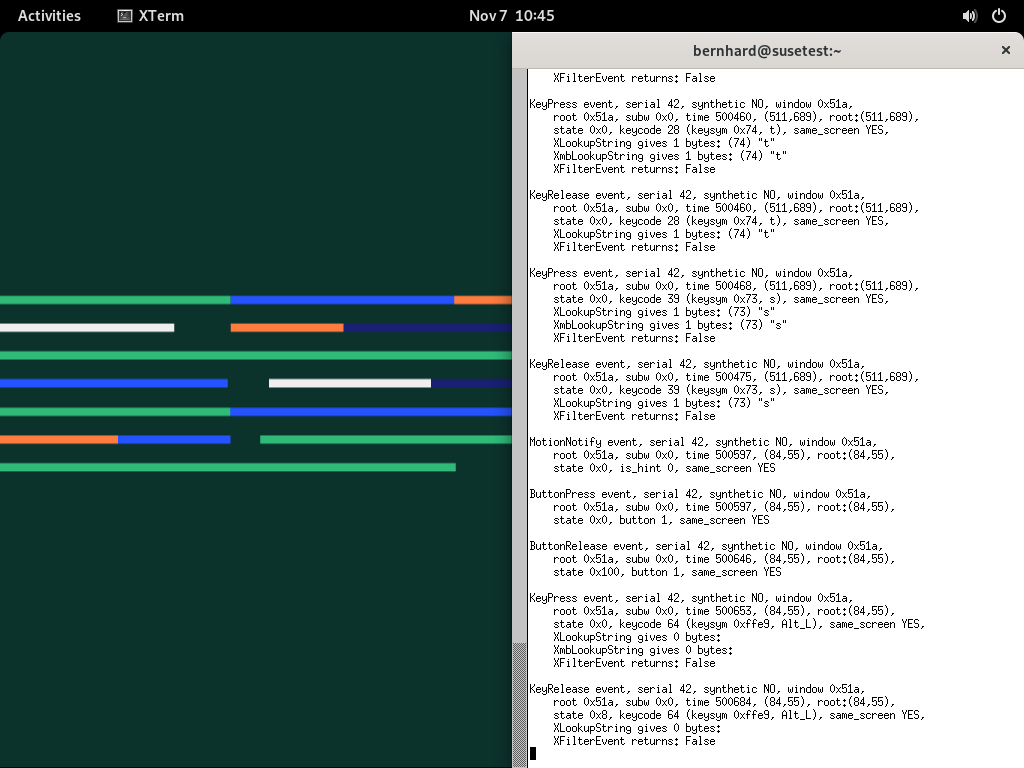 Activities
XTerm
Nov 7 10:45
bernhard@susetest:~
XFilterEvent returns: False
KeyPress event, serial 42, synthetic NO, window 0x51a,
root 0x51a, subw 0x0, time 500460, (511,689), root:(511,689),
state 0x0, keycode 28 (keysym 0x74, t), same_screen YES,
XLookupString gives 1 bytes: (74) "t"
XmbLookupString gives 1 bytes: (74) "t"
XFilterEvent returns: False
KeyRelease event, serial 42, synthetic NO, window 0x51a,
root 0x51a, subw 0x0, time 500460, (511,689), root:(511,689),
state 0x0, keycode 28 (keysym 0x74, t), same_screen YES,
XLookupString gives 1 bytes: (74) "t"
XFilterEvent returns: False
KeyPress event, serial 42, synthetic NO, window 0x51a,
root 0x51a, subw 0x0, time 500468, (511,689), root:(511,689),
state 0x0, keycode 39 (keysym 0x73, s), same_screen YES,
XLookupString gives 1 bytes: (73) "s"
XmbLookupString gives 1 bytes: (73) "s"
XFilterEvent returns: False
KeyRelease event, serial 42, synthetic NO, window 0x51a,
root 0x51a, subw 0x0, time 500475, (511,689), root:(511,689),
state 0x0, keycode 39 (keysym 0x73, s), same_screen YES,
XLookupString gives 1 bytes: (73) "s"
XFilterEvent returns: False
MotionNotify event, serial 42, synthetic NO, window 0x51a,
root 0x51a, subw 0x0, time 500597, (84,55), root:(84,55),
state 0x0, is_hint 0, same_screen YES
ButtonPress event, serial 42, synthetic NO, window 0x51a,
root 0x51a, subw 0x0, time 500597, (84,55), root:(84,55),
state 0x0, button 1, same_screen YES
ButtonRelease event, serial 42, synthetic NO, window 0x51a,
root 0x51a, subw 0x0, time 500646, (84,55), root:(84,55),
state 0x100, button 1, same_screen YES
KeyPress event, serial 42, synthetic NO, window 0x51a,
root 0x51a, subw 0x0, time 500653, (84,55), root:(84,55),
state 0x0, keycode 64 (keysym 0xffe9, Alt_L), same_screen YES,
XLookupString gives 0 bytes:
XmbLookupString gives 0 bytes:
XFilterEvent returns: False
KeyRelease event, serial 42, synthetic NO, window 0x51a,
root 0x51a, subw 0x0, time 500684, (84,55), root:(84,55),
state 0x8, keycode 64 (keysym 0xffe9, Alt_L), same_screen YES,
XLookupString gives 0 bytes:
XFilterEvent returns: False